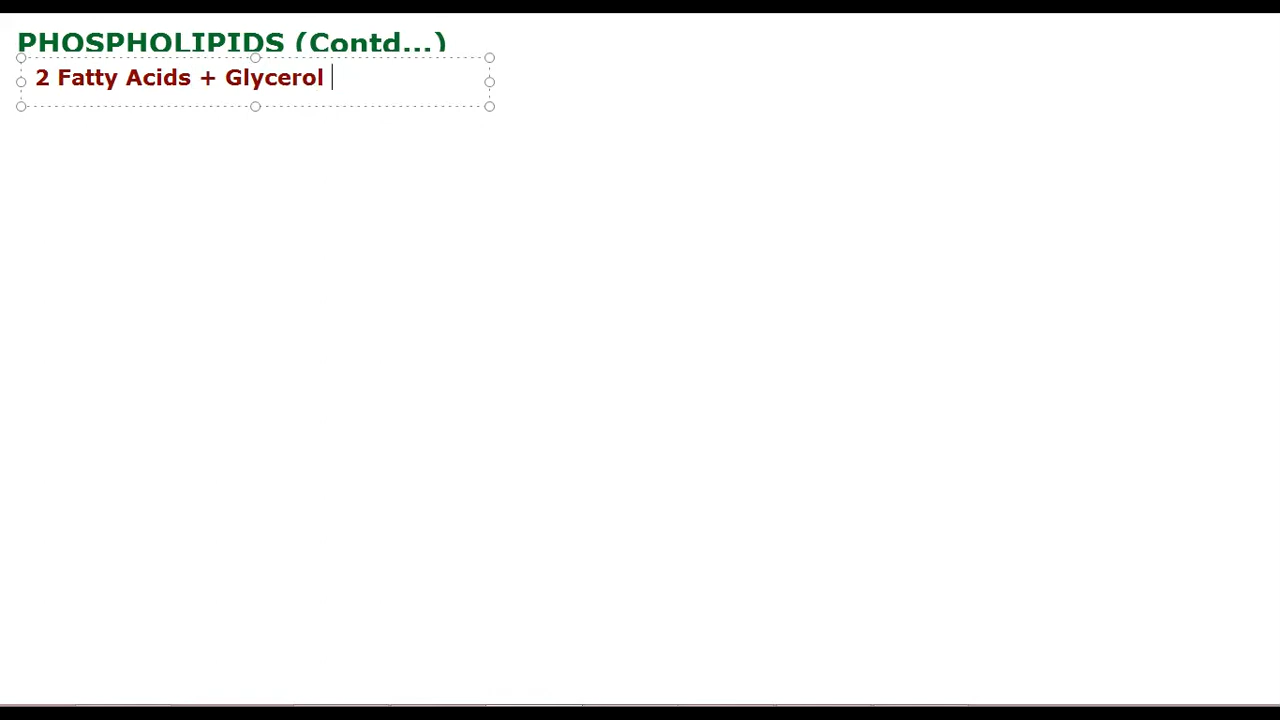 PHOSPHOLIPIDS (Contd...)
2 Fatty Acids + Glycerol